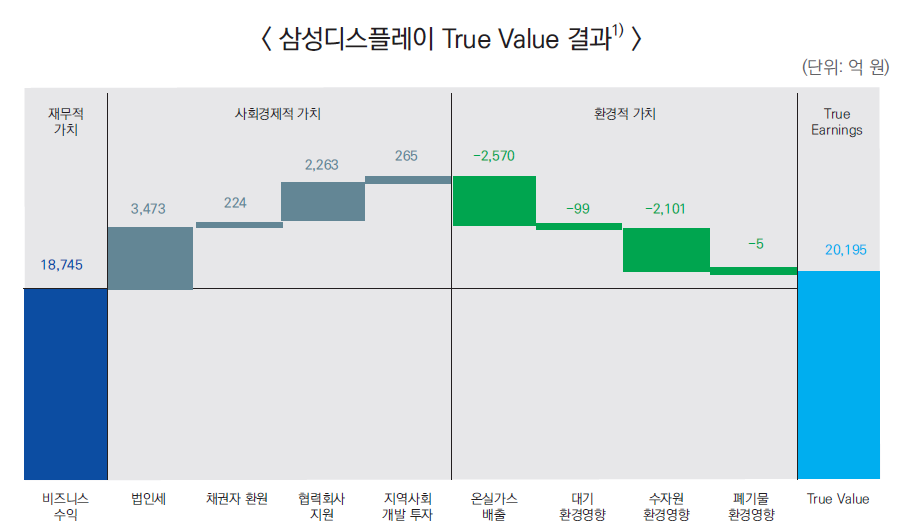 〈 삼성디스플레이 True Value 결과1) 〉
(단위: 억 원)
재무적
가치
사회경제적 가치
환경적 가치
True
Earnings
18,745
3,473
224
2,263
265
-2,570
-99
-2,101
-5
20,195
비즈니스
수익
법인세
채권자 환원
협력회사
지원
지역사회
개발 투자
온실가스
배출
대기
환경영향
수자원
환경영향
폐기물
환경영향
True Value